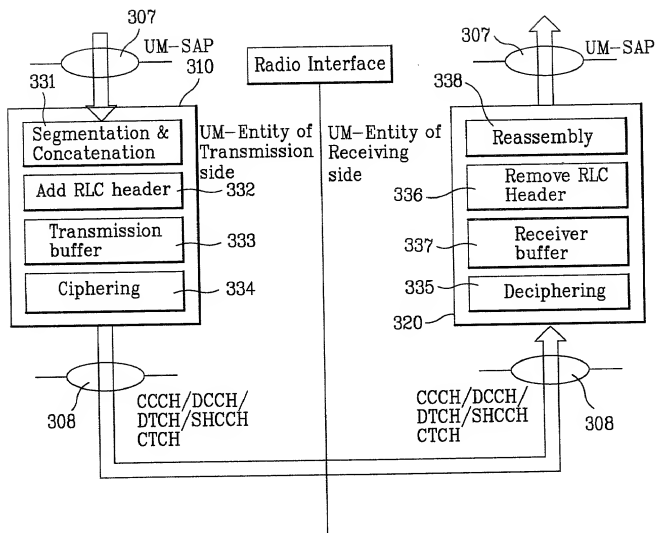 307
UM-SAP
310
331
Segmentation &
Concatenation
Add RLC header
332
Transmission
buffer
333
Ciphering
334
UM-Entity of
Transmission
side
308
CCCH/DCCH/
DTCH/SHCCH
CTCH
Radio Interface
UM-Entity of
Receiving
side
307
UM-SAP
338
Reassembly
Remove RLC
Header
336
Receiver
buffer
337
335
Deciphering
320
CCCH/DCCH/
DTCH/SHCCH
CTCH
308